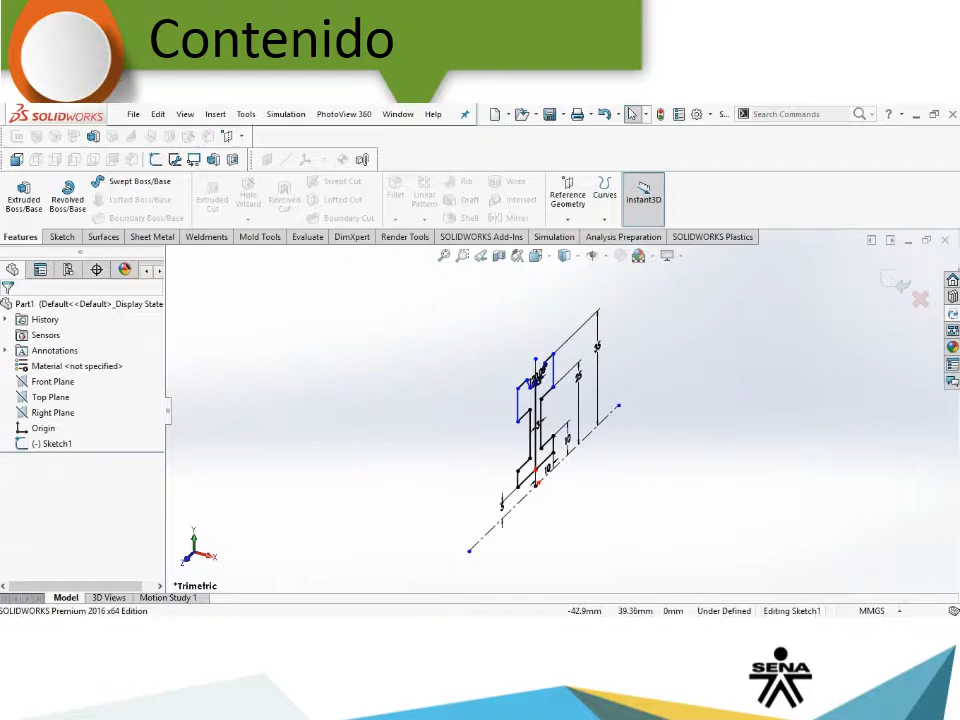 Contenido
SOLIDWORKS File Edit View Insert Tools Simulation PhotoView 360 Window Help S... Search Commands ?
Extruded Boss/Base
Revolved Boss/Base
Swept Boss/Base
Lofted Boss/Base
Boundary Boss/Base
Extruded Cut
Hole Wizard
Revolved Cut
Swept Cut
Lofted Cut
Boundary Cut
Fillet
Linear Pattern
Rib
Draft
Shell
Wrap
Intersect
Mirror
Reference Geometry
Curves
Instant3D
Features Sketch Surfaces Sheet Metal Weldments Mold Tools Evaluate DimXpert Render Tools SOLIDWORKS Add-Ins Simulation Analysis Preparation SOLIDWORKS Plastics
Part1 (Default<<Default>_Display State
History
Sensors
Annotations
Material <not specified>
Front Plane
Top Plane
Right Plane
Origin
(-) Sketch1
55
35
10
10
5
Y
X
Z
*Trimetric
Model 3D Views Motion Study 1
SOLIDWORKS Premium 2016 x64 Edition -42.9mm 39.36mm 0mm Under Defined Editing Sketch1 MMGS
SENA